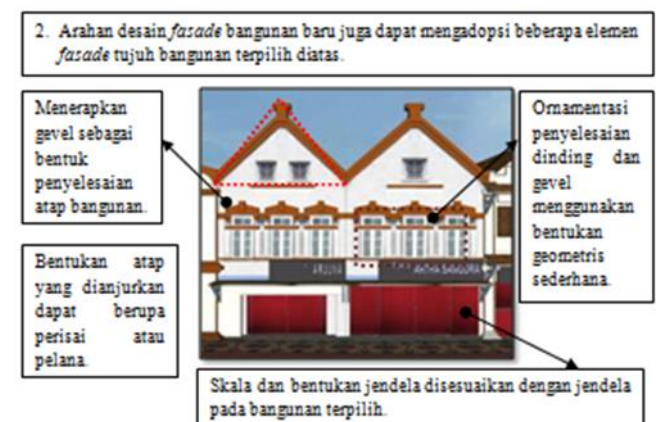 2. Arahan desain fasade bangunan baru juga dapat mengadopsi beberapa elemen
fasade tujuh bangunan terpilih diatas.
Menerapkan
gevel sebagai
bentuk
penyelesaian
atap bangunan.
Bentukan atap
yang dianjurkan
dapat berupa
perisai atau
pelana.
Ornamentasi
penyelesaian
dinding dan
gevel
menggunakan
bentukan
geometris
sederhana.
Skala dan bentukan jendela disesuaikan dengan jendela
pada bangunan terpilih.